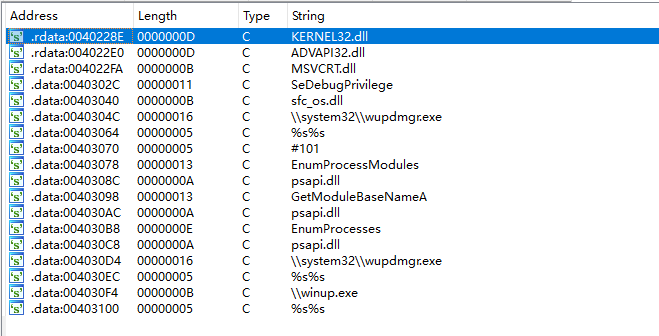 Address Length Type String
's' .rdata:0040228E 0000000D C KERNEL32.dll
's' .rdata:004022E0 0000000D C ADVAPI32.dll
's' .rdata:004022FA 0000000B C MSVCRT.dll
's' .data:0040302C 00000011 C SeDebugPrivilege
's' .data:00403040 0000000B C sfc_os.dll
's' .data:0040304C 00000016 C \\system32\\wupdmgr.exe
's' .data:00403064 00000005 C %s%s
's' .data:00403070 00000005 C #101
's' .data:00403078 00000013 C EnumProcessModules
's' .data:0040308C 0000000A C psapi.dll
's' .data:00403098 00000013 C GetModuleBaseNameA
's' .data:004030AC 0000000A C psapi.dll
's' .data:004030B8 0000000E C EnumProcesses
's' .data:004030C8 0000000A C psapi.dll
's' .data:004030D4 00000016 C \\system32\\wupdmgr.exe
's' .data:004030EC 00000005 C %s%s
's' .data:004030F4 0000000B C \\winup.exe
's' .data:00403100 00000005 C %s%s